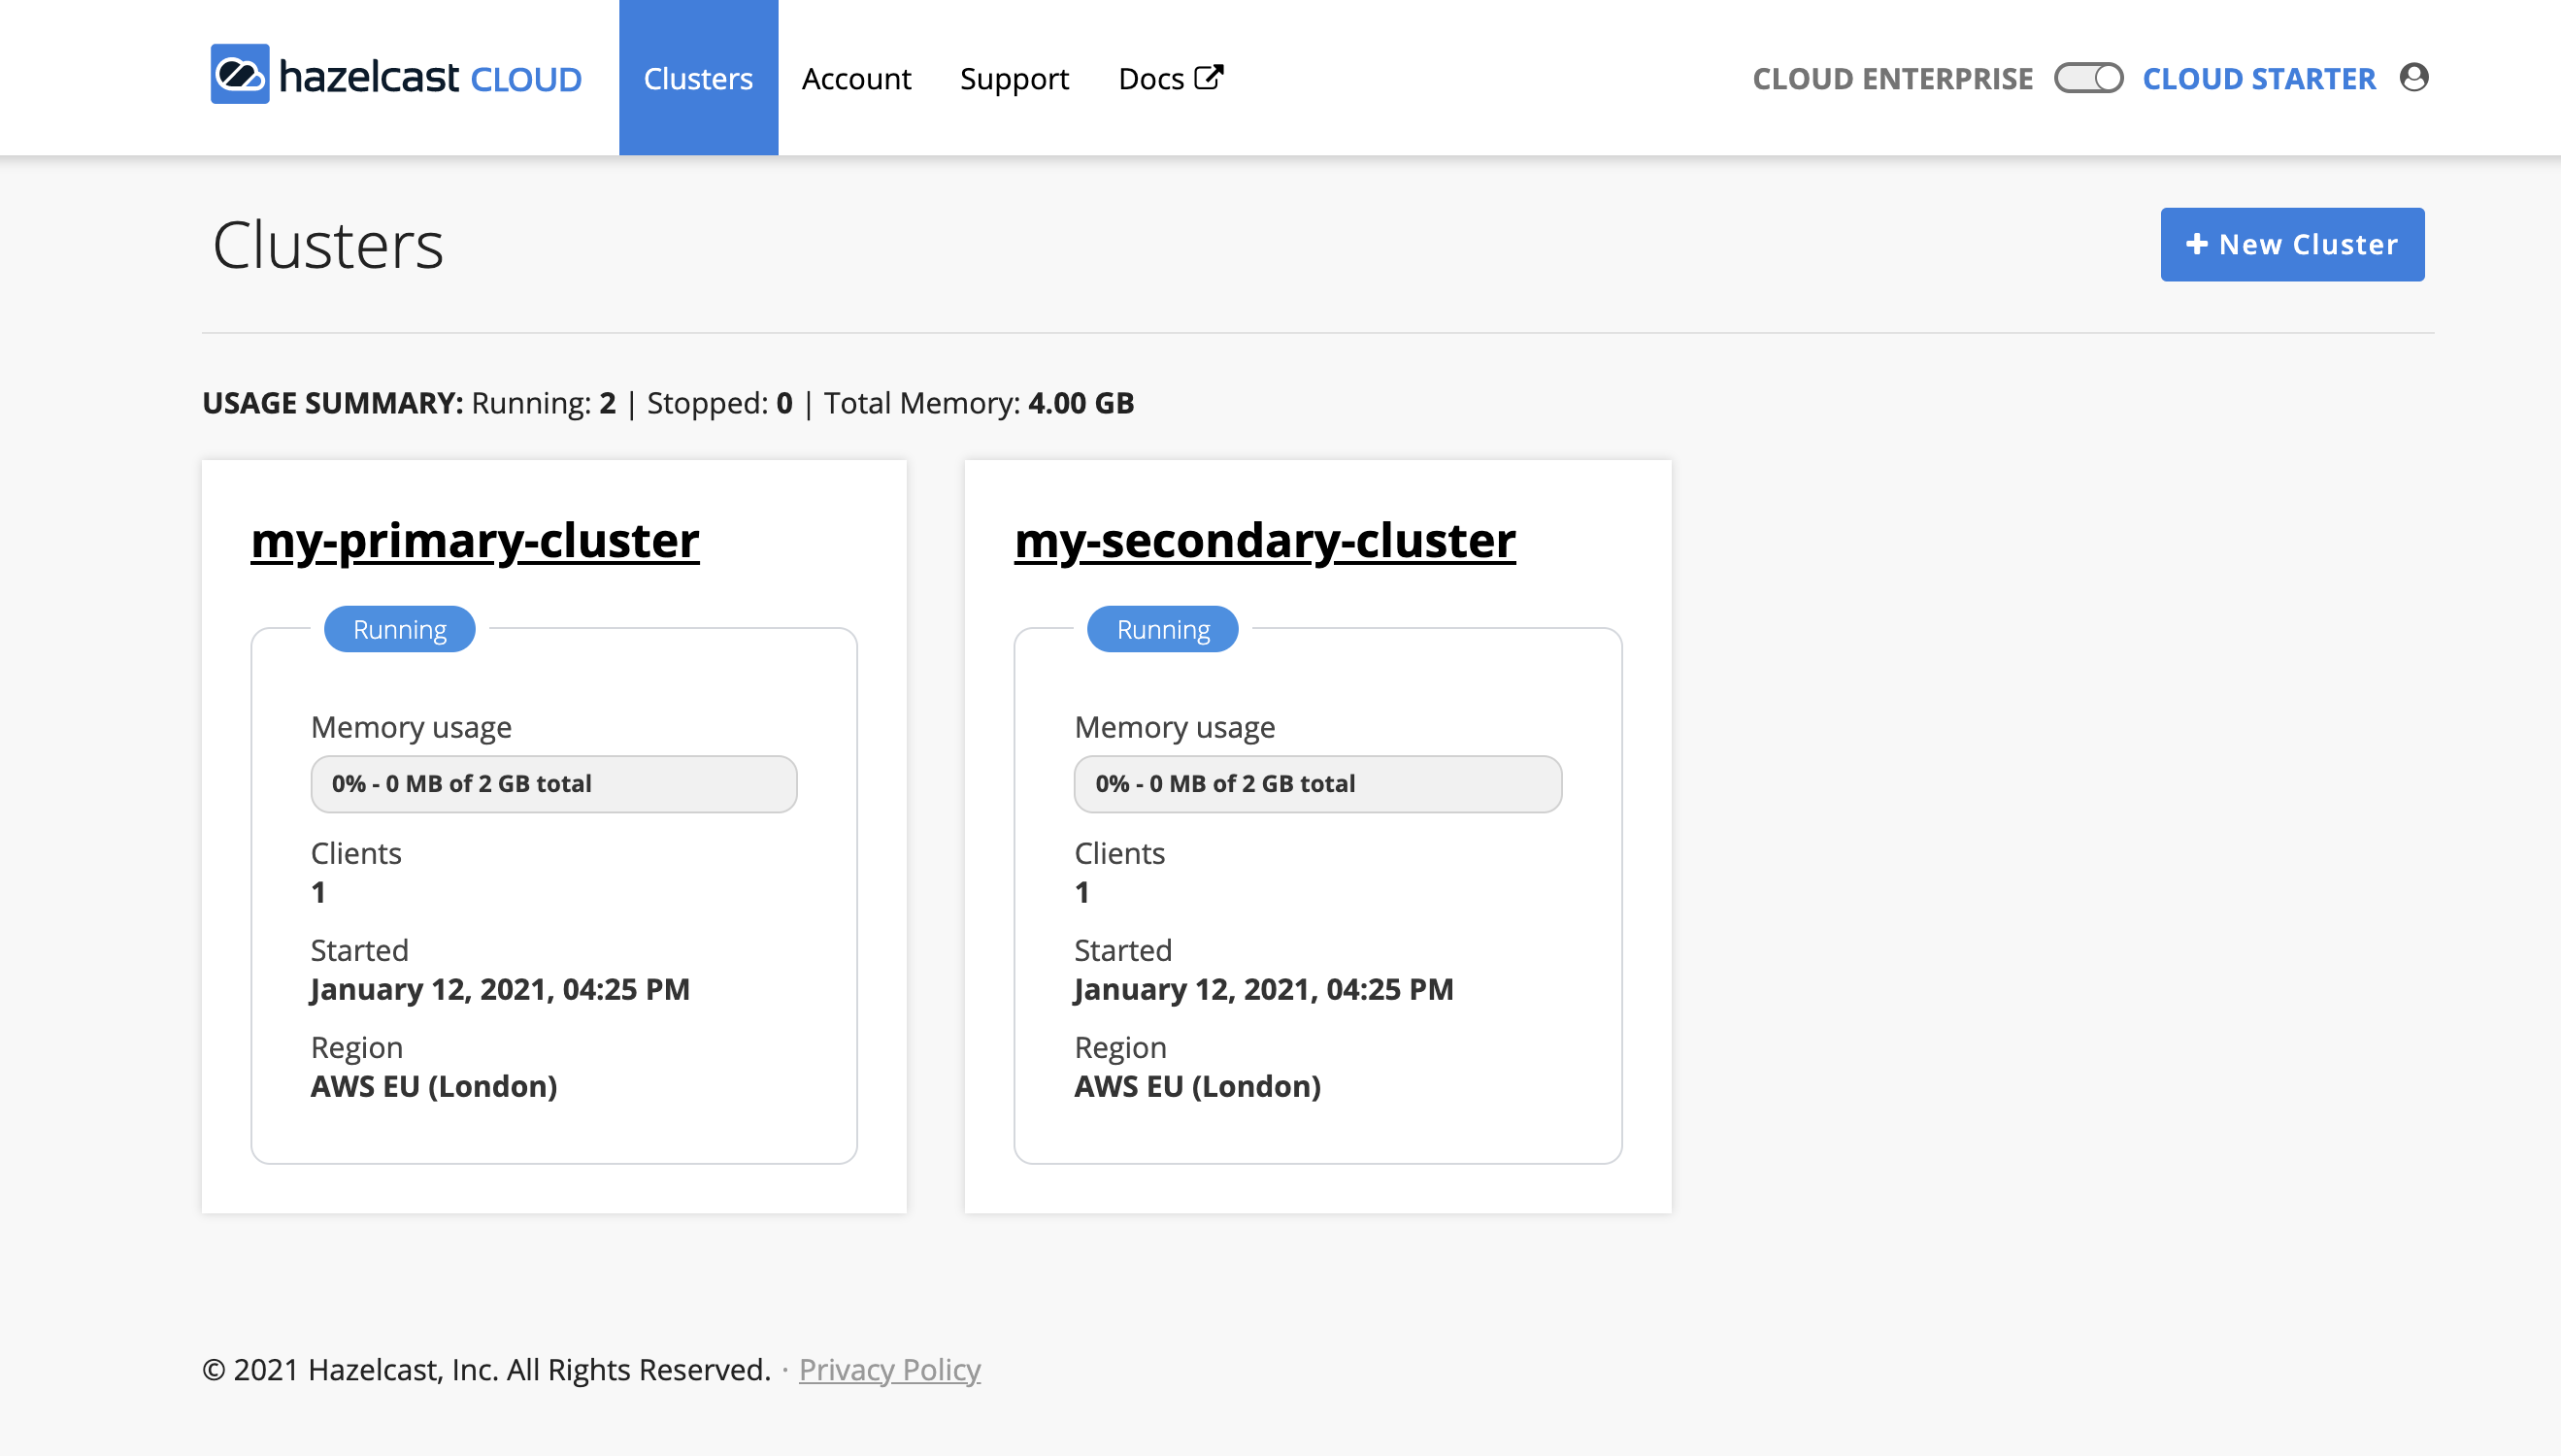 hazelcast CLOUD Clusters Account Support Docs CLOUD ENTERPRISE CLOUD STARTER
Clusters
+ New Cluster
USAGE SUMMARY: Running: 2 | Stopped: 0 | Total Memory: 4.00 GB
my-primary-cluster
Running
Memory usage
0% - 0 MB of 2 GB total
Clients
1
Started
January 12, 2021, 04:25 PM
Region
AWS EU (London)
my-secondary-cluster
Running
Memory usage
0% - 0 MB of 2 GB total
Clients
1
Started
January 12, 2021, 04:25 PM
Region
AWS EU (London)
© 2021 Hazelcast, Inc. All Rights Reserved. · Privacy Policy